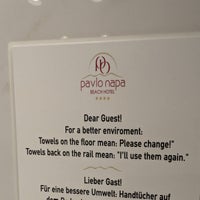 pavlo napa
BEACH HOTEL
Dear Guest!
For a better enviroment:
Towels on the floor mean: Please change!"
Towels back on the rail mean: "I'll use them again."
Lieber Gast!
Für eine bessere Umwelt: Handtücher auf